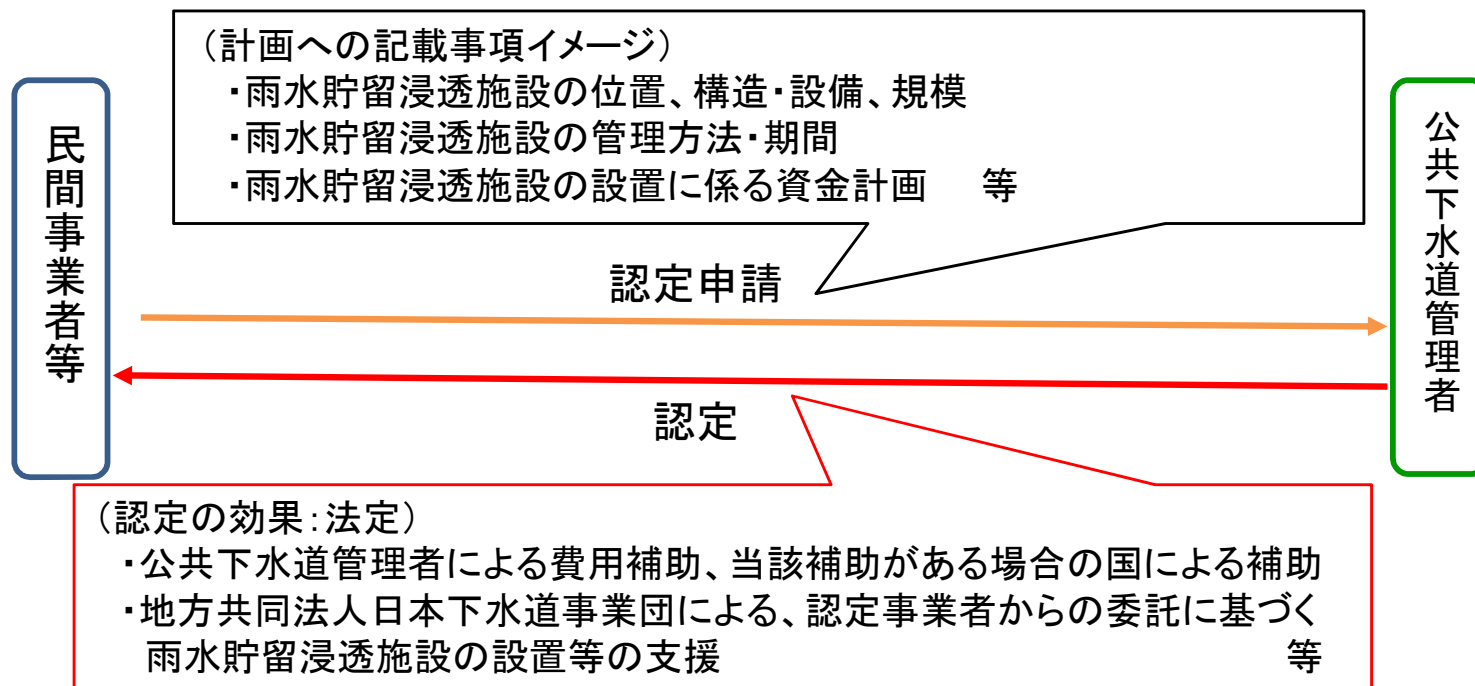 （計画への記載事項イメージ）
・雨水貯留浸透施設の位置、構造・設備、規模
・雨水貯留浸透施設の管理方法・期間
・雨水貯留浸透施設の設置に係る資金計画　等
民間事業者等
公共下水道管理者
認定申請
認定
（認定の効果：法定）
・公共下水道管理者による費用補助、当該補助がある場合の国による補助
・地方共同法人日本下水道事業団による、認定事業者からの委託に基づく
雨水貯留浸透施設の設置等の支援　等